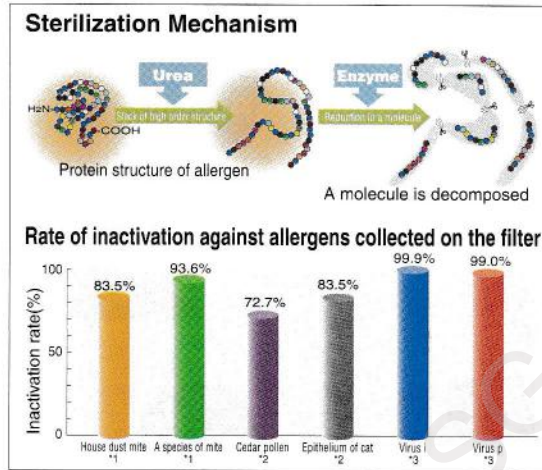 Sterilization Mechanism
Urea
Enzyme
H2N
COOH
Slack of high order structure
Reduction to a molecule
Protein structure of allergen
A molecule is decomposed
Rate of inactivation against allergens collected on the filter
Inactivation rate(%)
100
50
0
83.5%
93.6%
72.7%
83.5%
99.9%
99.0%
House dust mite
*1
A species of mite
*1
Cedar pollen
*2
Epithelium of cat
*2
Virus i
*3
Virus p
*3